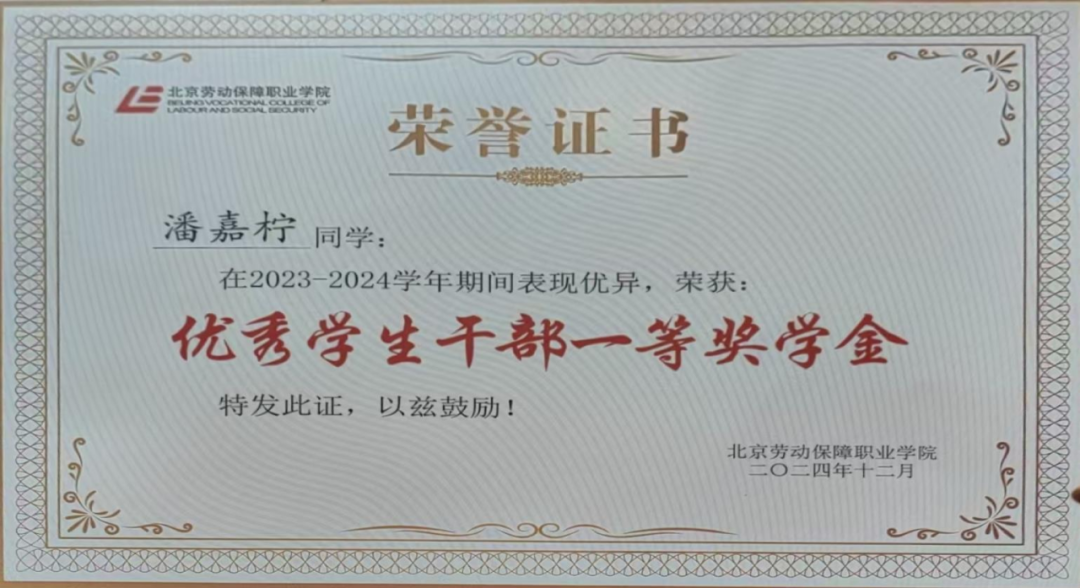 北京劳动保障职业学院
BEIJING VOCATIONAL COLLEGE OF
LABOUR AND SOCIAL SECURITY
荣誉证书
潘嘉柠 同学：
在2023-2024学年期间表现优异，荣获：
优秀学生干部一等奖学金
特发此证，以兹鼓励！
北京劳动保障职业学院
二〇二四年十二月